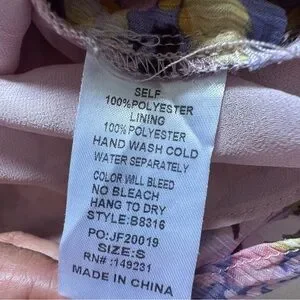 SELF
100%POLYESTER
LINING
100% POLYESTER
HAND WASH COLD
WATER SEPARATELY
COLOR WILL BLEED
NO BLEACH
HANG TO DRY
STYLE:B8316
PO:JF20019
SIZE:S
RN#:149231
MADE IN CHINA